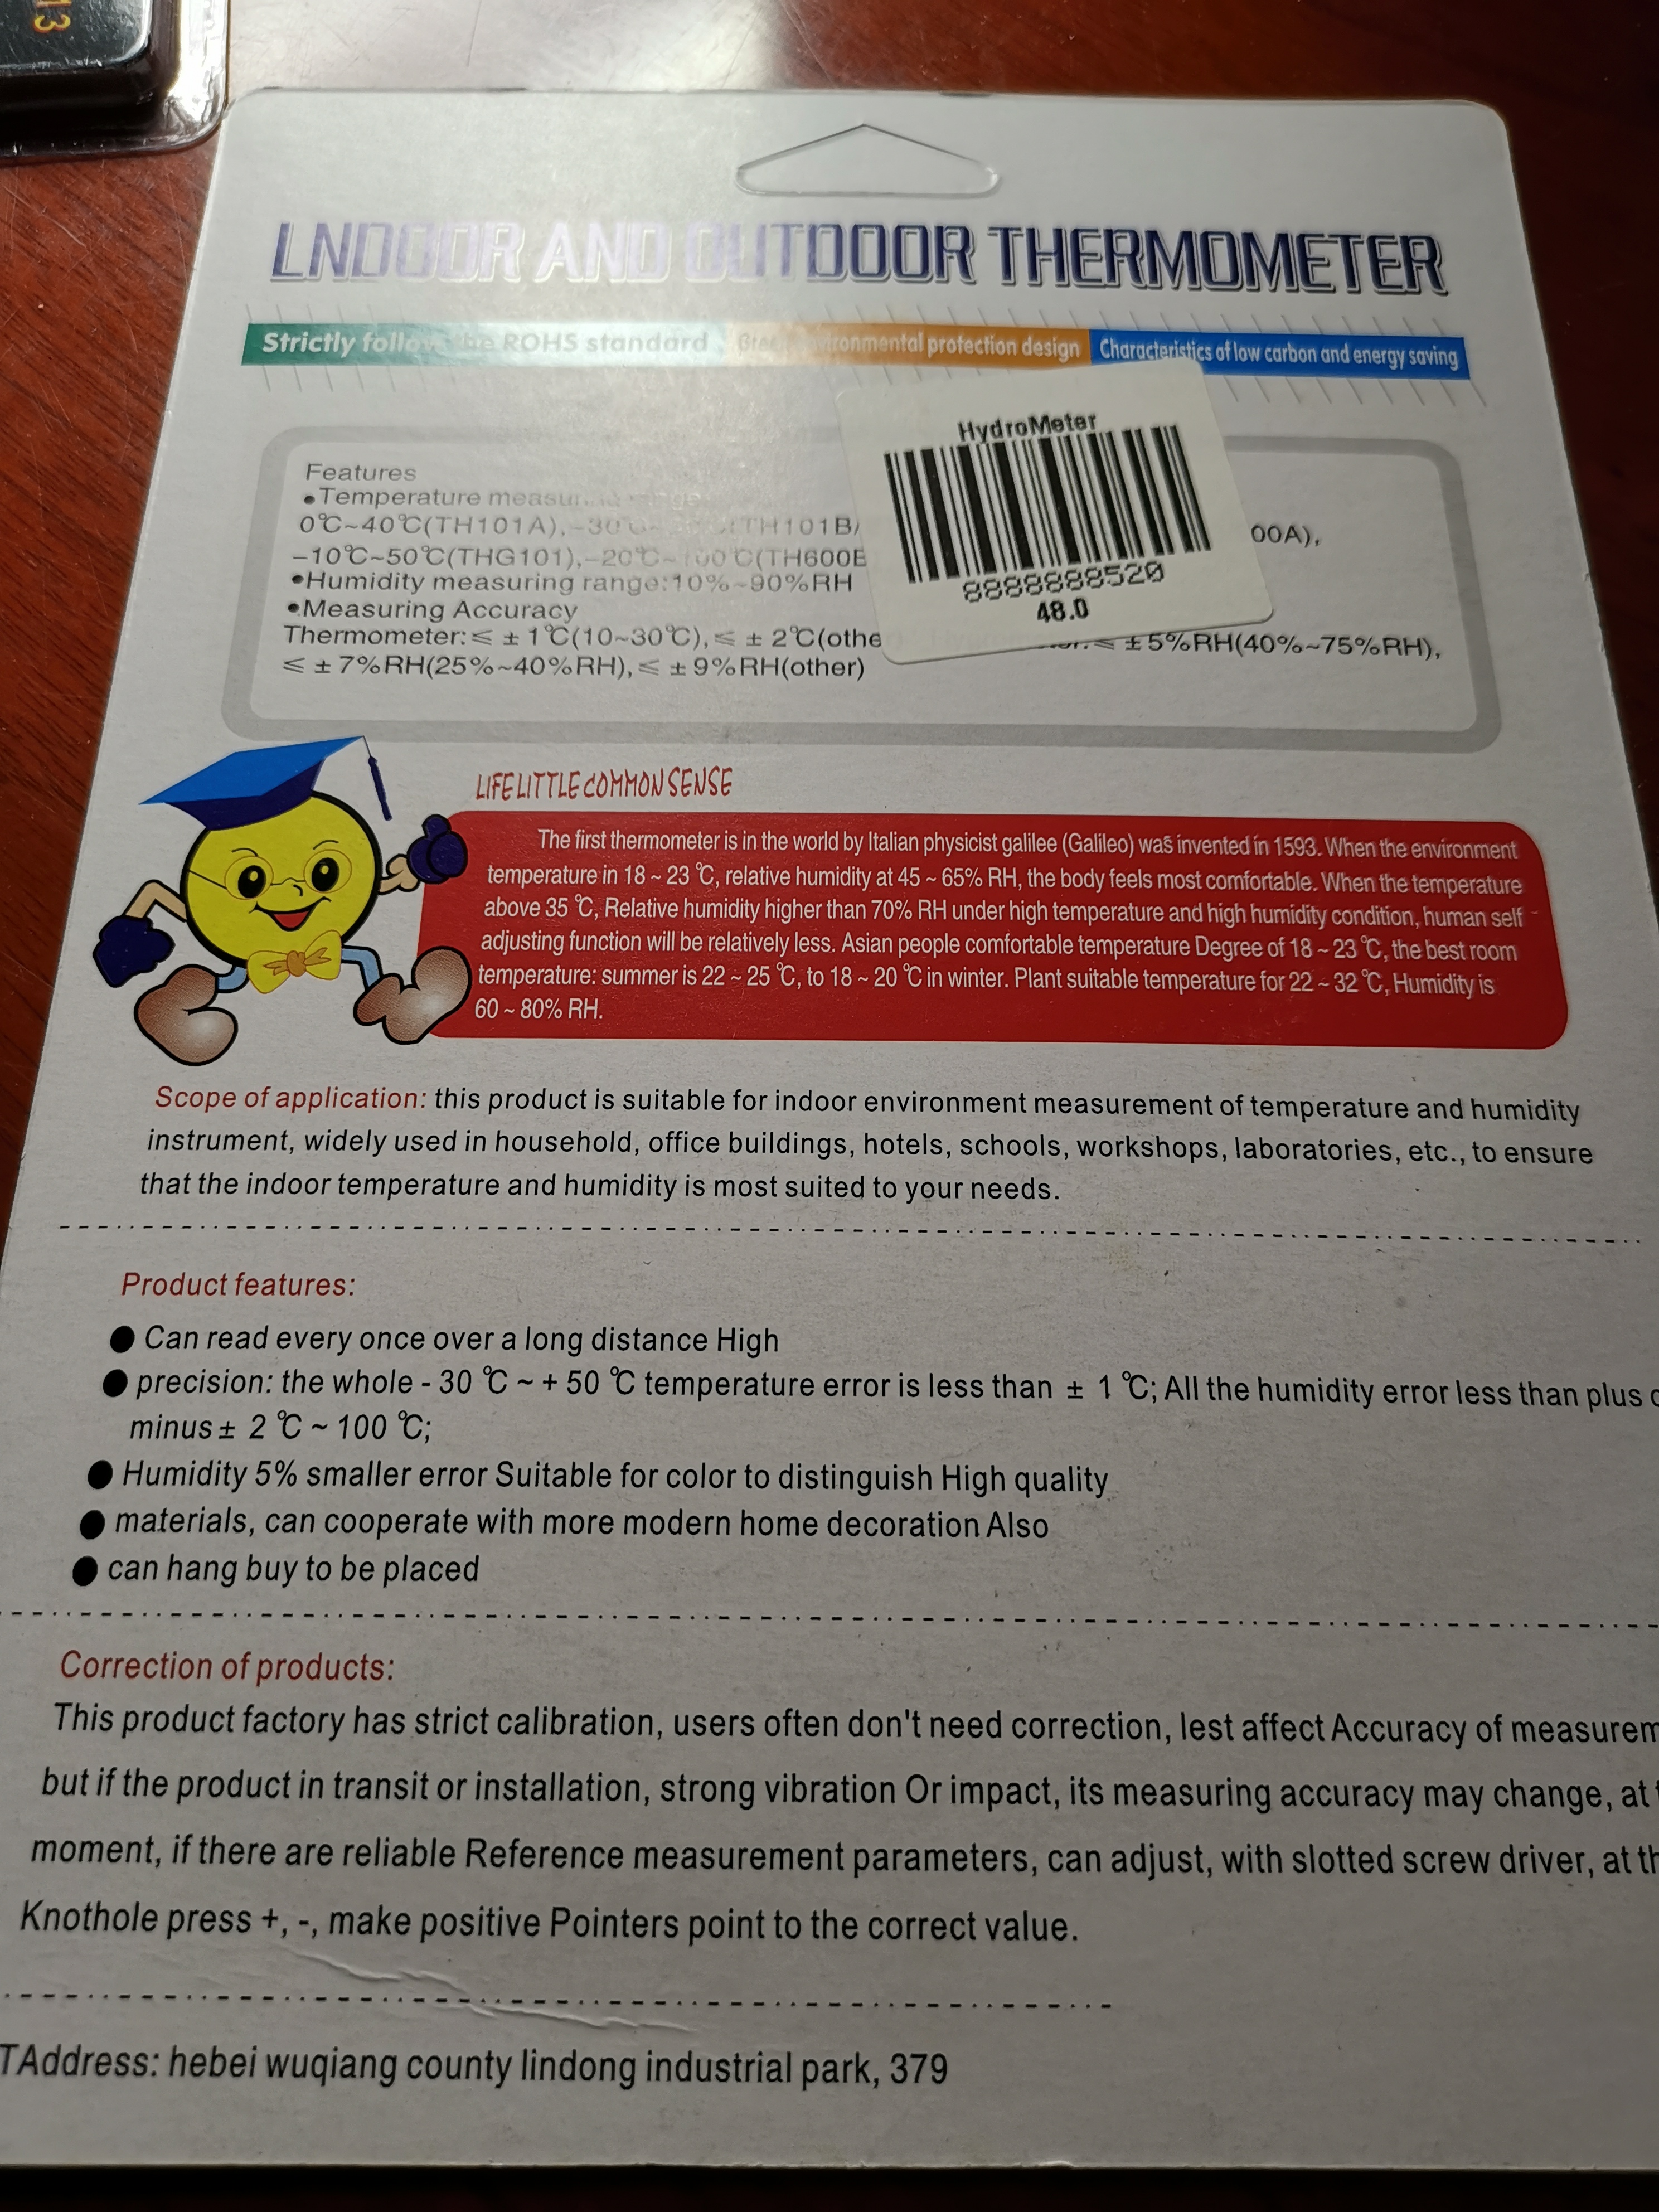 13
LNDOOR AND OUTDOOR THERMOMETER
Strictly follow the ROHS standard environmental protection design Characteristics of low carbon and energy saving
HydroMeter
8888888520
48.0
Features
•Temperature
0℃~40℃(TH101A),-30 (TH101B/ 00A),
-10℃~50℃(THG101),-20℃~100℃(TH600B
•Humidity measuring range:10%~90%RH
•Measuring Accuracy
Thermometer:≤ ± 1℃(10~30℃),≤ ± 2℃(othe ≤ ±5%RH(40%~75%RH),
≤ ± 7%RH(25%~40%RH),≤ ± 9%RH(other)
LIFE LITTLE COMMON SENSE
The first thermometer is in the world by Italian physicist galilee (Galileo) was invented in 1593. When the environment
temperature in 18 ~ 23 ℃, relative humidity at 45 ~ 65% RH, the body feels most comfortable. When the temperature
above 35 ℃, Relative humidity higher than 70% RH under high temperature and high humidity condition, human self -
adjusting function will be relatively less. Asian people comfortable temperature Degree of 18 ~ 23 ℃, the best room
temperature: summer is 22 ~ 25 ℃, to 18 ~ 20 ℃ in winter. Plant suitable temperature for 22 ~ 32 ℃, Humidity is
60 ~ 80% RH.
Scope of application: this product is suitable for indoor environment measurement of temperature and humidity
instrument, widely used in household, office buildings, hotels, schools, workshops, laboratories, etc., to ensure
that the indoor temperature and humidity is most suited to your needs.
Product features:
● Can read every once over a long distance High
● precision: the whole - 30 ℃ ~ + 50 ℃ temperature error is less than ± 1 ℃; All the humidity error less than plus
minus ± 2 ℃ ~ 100 ℃;
● Humidity 5% smaller error Suitable for color to distinguish High quality
● materials, can cooperate with more modern home decoration Also
● can hang buy to be placed
Correction of products:
This product factory has strict calibration, users often don't need correction, lest affect Accuracy of measurem
but if the product in transit or installation, strong vibration Or impact, its measuring accuracy may change, at
moment, if there are reliable Reference measurement parameters, can adjust, with slotted screw driver, at th
Knothole press +, -, make positive Pointers point to the correct value.
TAddress: hebei wuqiang county lindong industrial park, 379